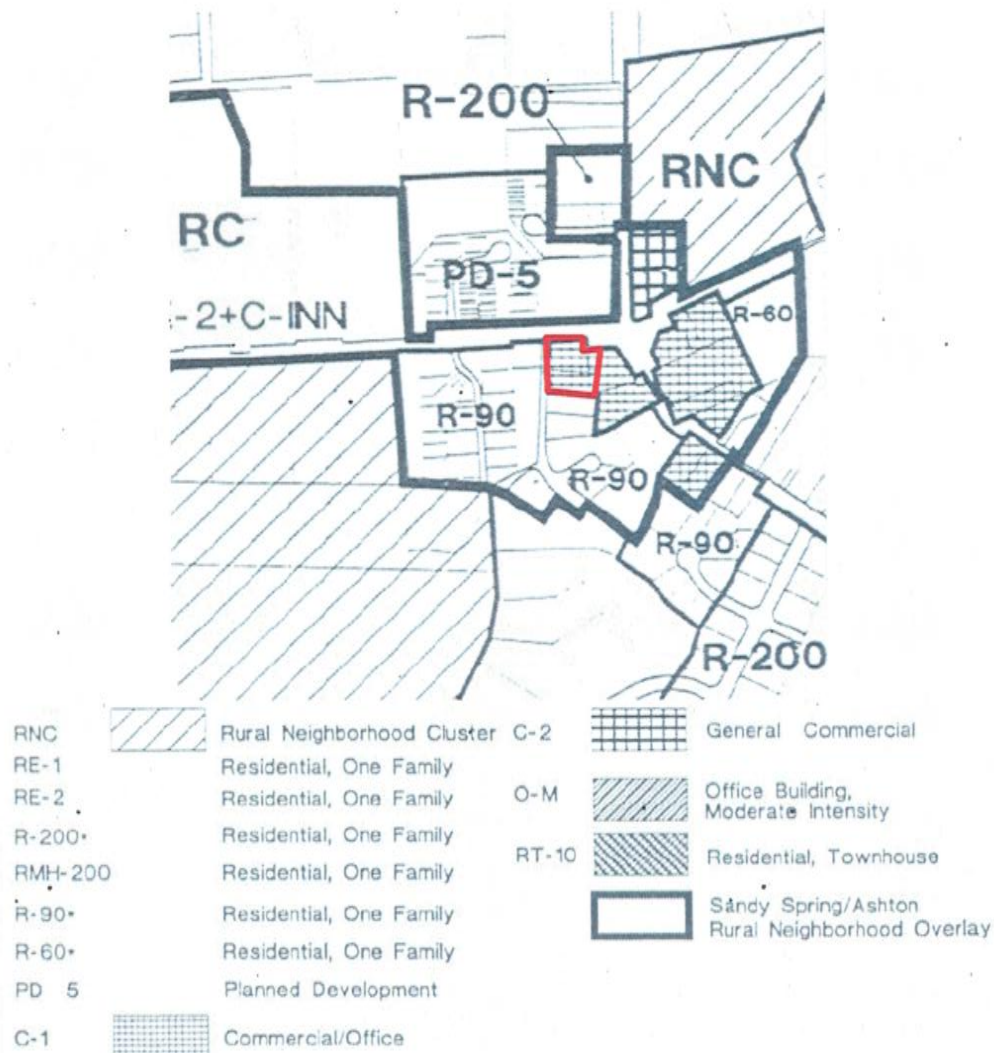 R-200
RNC
RC
PD-5
- 2+C-INN
R-60
R-90
R-90
R-90
R-200
RNC Rural Neighborhood Cluster
RE-1 Residential, One Family
RE-2 Residential, One Family
R-200• Residential, One Family
RMH-200 Residential, One Family
R-90• Residential, One Family
R-60• Residential, One Family
PD 5 Planned Development
C-1 Commercial/Office
C-2 General Commercial
O-M Office Building,
Moderate Intensity
RT-10 Residential, Townhouse
Sandy Spring/Ashton
Rural Neighborhood Overlay